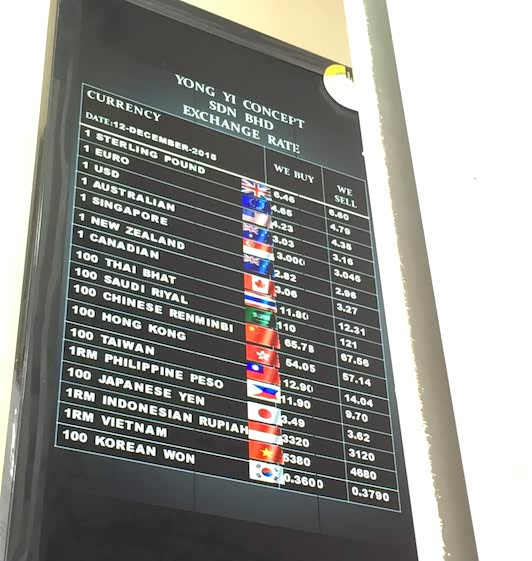 YONG YI CONCEPT
SDN BHD
EXCHANGE RATE
CURRENCY WE BUY WE SELL
DATE:12-DECEMBER-2015
1 STERLING POUND 6.46 6.60
1 EURO 4.65 4.79
1 USD 4.23 4.35
1 AUSTRALIAN 3.03 3.16
1 SINGAPORE 3.000 3.045
1 NEW ZEALAND 2.82 2.96
1 CANADIAN 3.06 3.27
100 THAI BHAT 11.80 12.31
100 SAUDI RIYAL 110 121
100 CHINESE RENMINBI 65.75 67.56
100 HONG KONG 54.05 57.14
100 TAIWAN 12.90 14.04
1RM PHILIPPINE PESO 11.90 9.70
100 JAPANESE YEN 3.49 3.62
1RM INDONESIAN RUPIAH 3320 3120
1RM VIETNAM 5380 4680
100 KOREAN WON 0.3600 0.3790